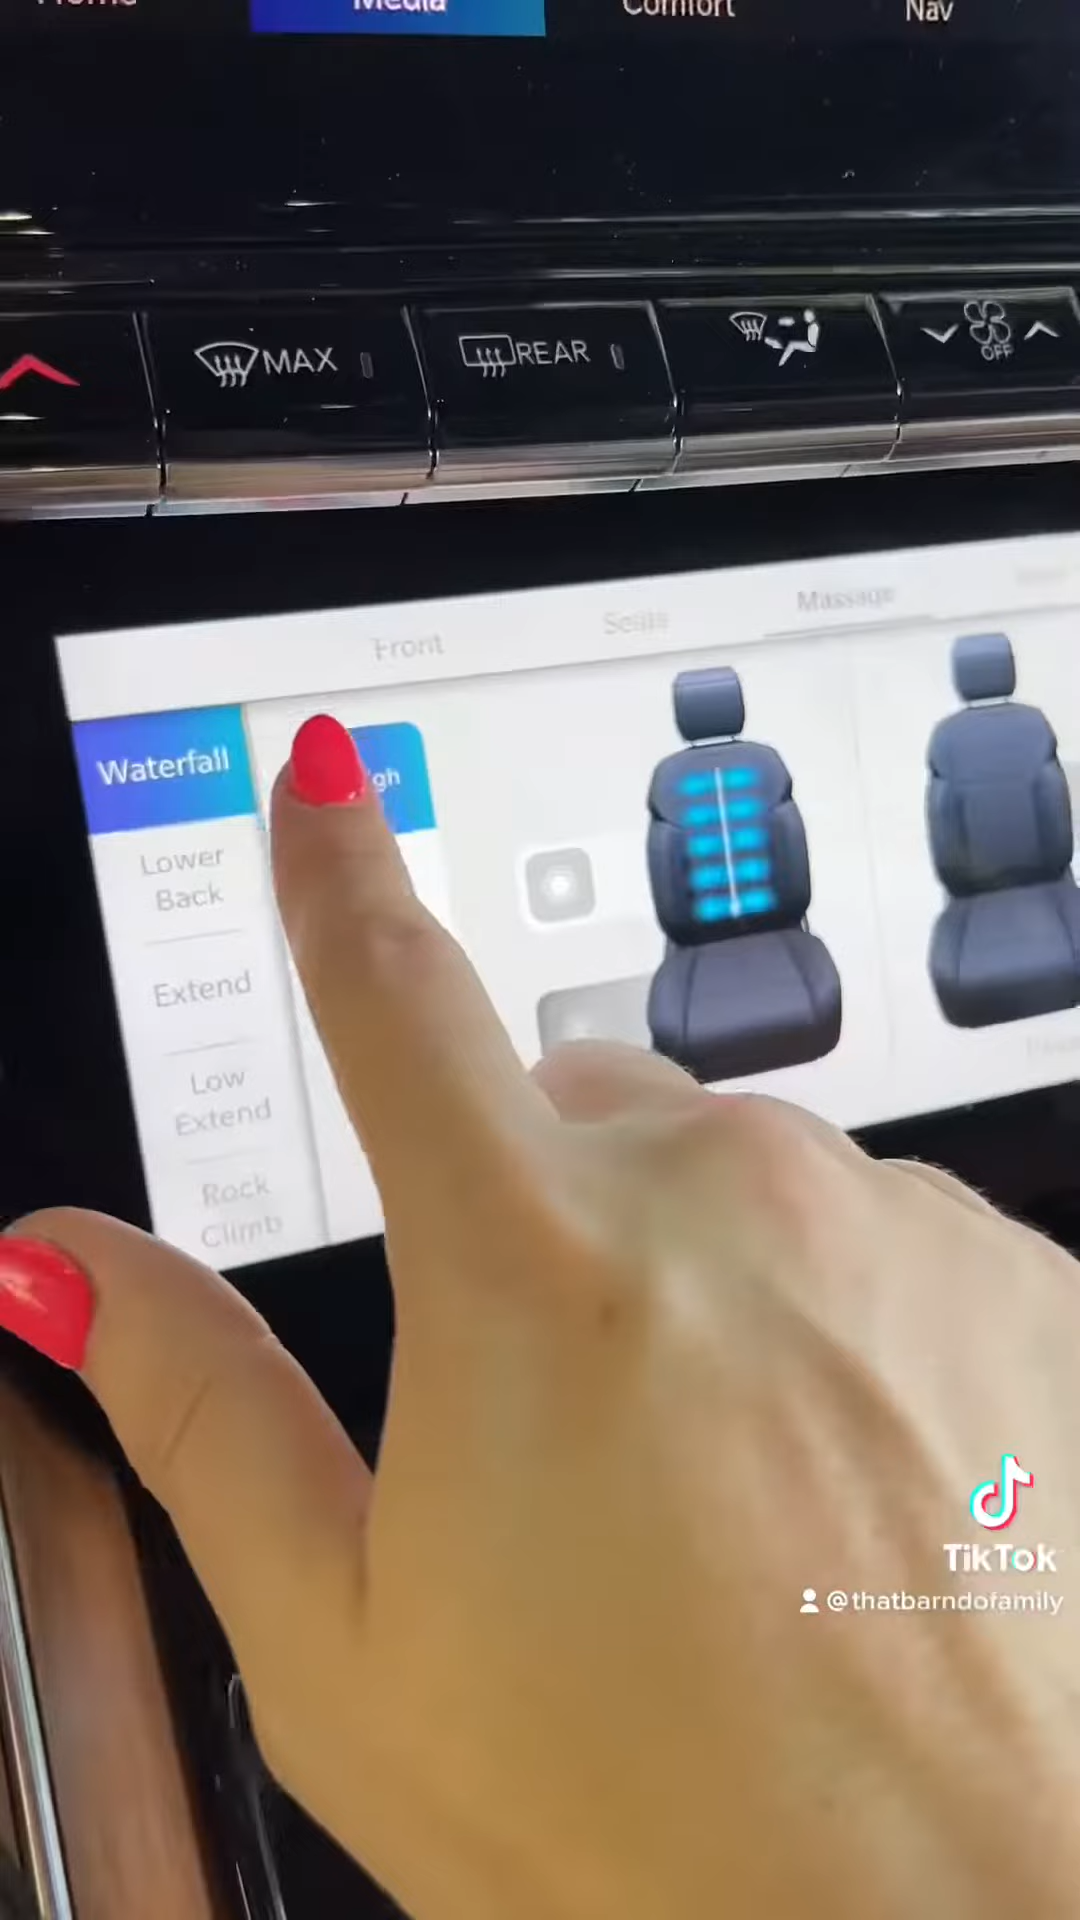 Home
Media
Comfort
Nav
MAX
REAR
OFF
Front
Seats
Massage
Waterfall
Lower
Back
Extend
Low
Extend
Rock
Climb
TikTok
@thatbarndofamily